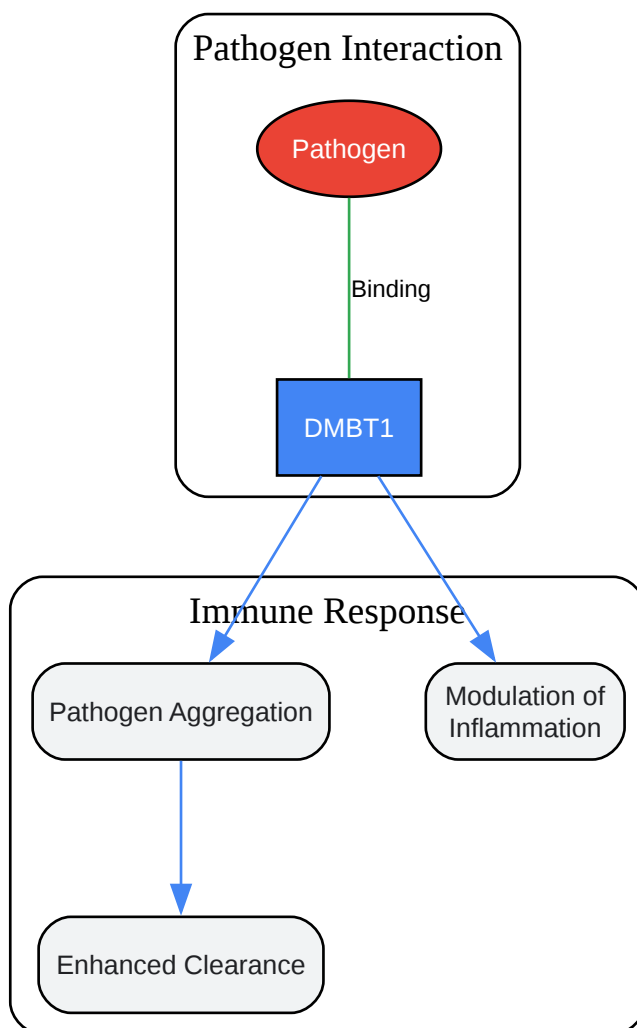 Pathogen Interaction
Pathogen
Binding
DMBT1
Immune Response
Pathogen Aggregation
Modulation of
Inflammation
Enhanced Clearance